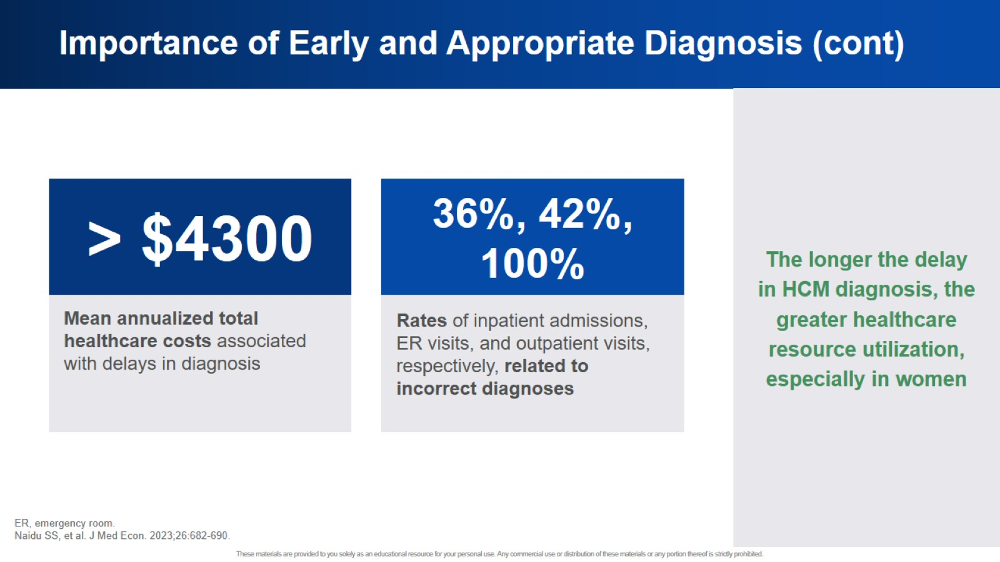 Importance of Early and Appropriate Diagnosis (cont)
> $4300
Mean annualized total
healthcare costs associated
with delays in diagnosis
36%, 42%,
100%
Rates of inpatient admissions,
ER visits, and outpatient visits,
respectively, related to
incorrect diagnoses
The longer the delay
in HCM diagnosis, the
greater healthcare
resource utilization,
especially in women
ER, emergency room.
Naidu SS, et al. J Med Econ. 2023;26:682-690.
These materials are provided to you solely as an educational resource for your personal use. Any commercial use or distribution of these materials or any portion thereof is strictly prohibited.